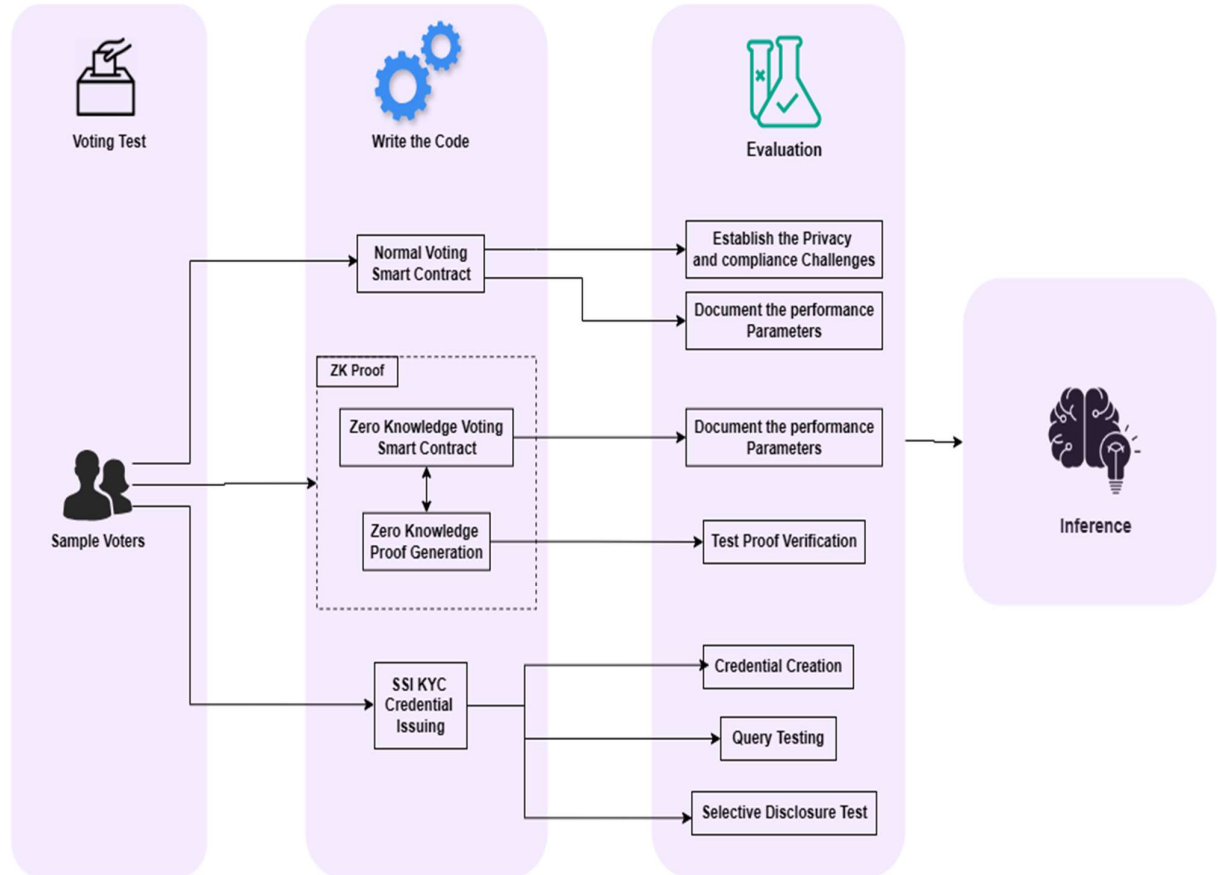 Voting Test
Write the Code
Evaluation
Normal Voting
Smart Contract
Establish the Privacy
and compliance Challenges
Document the performance
Parameters
ZK Proof
Zero Knowledge Voting
Smart Contract
Document the performance
Parameters
Sample Voters
Zero Knowledge
Proof Generation
Test Proof Verification
Inference
SSI KYC
Credential
Issuing
Credential Creation
Query Testing
Selective Disclosure Test